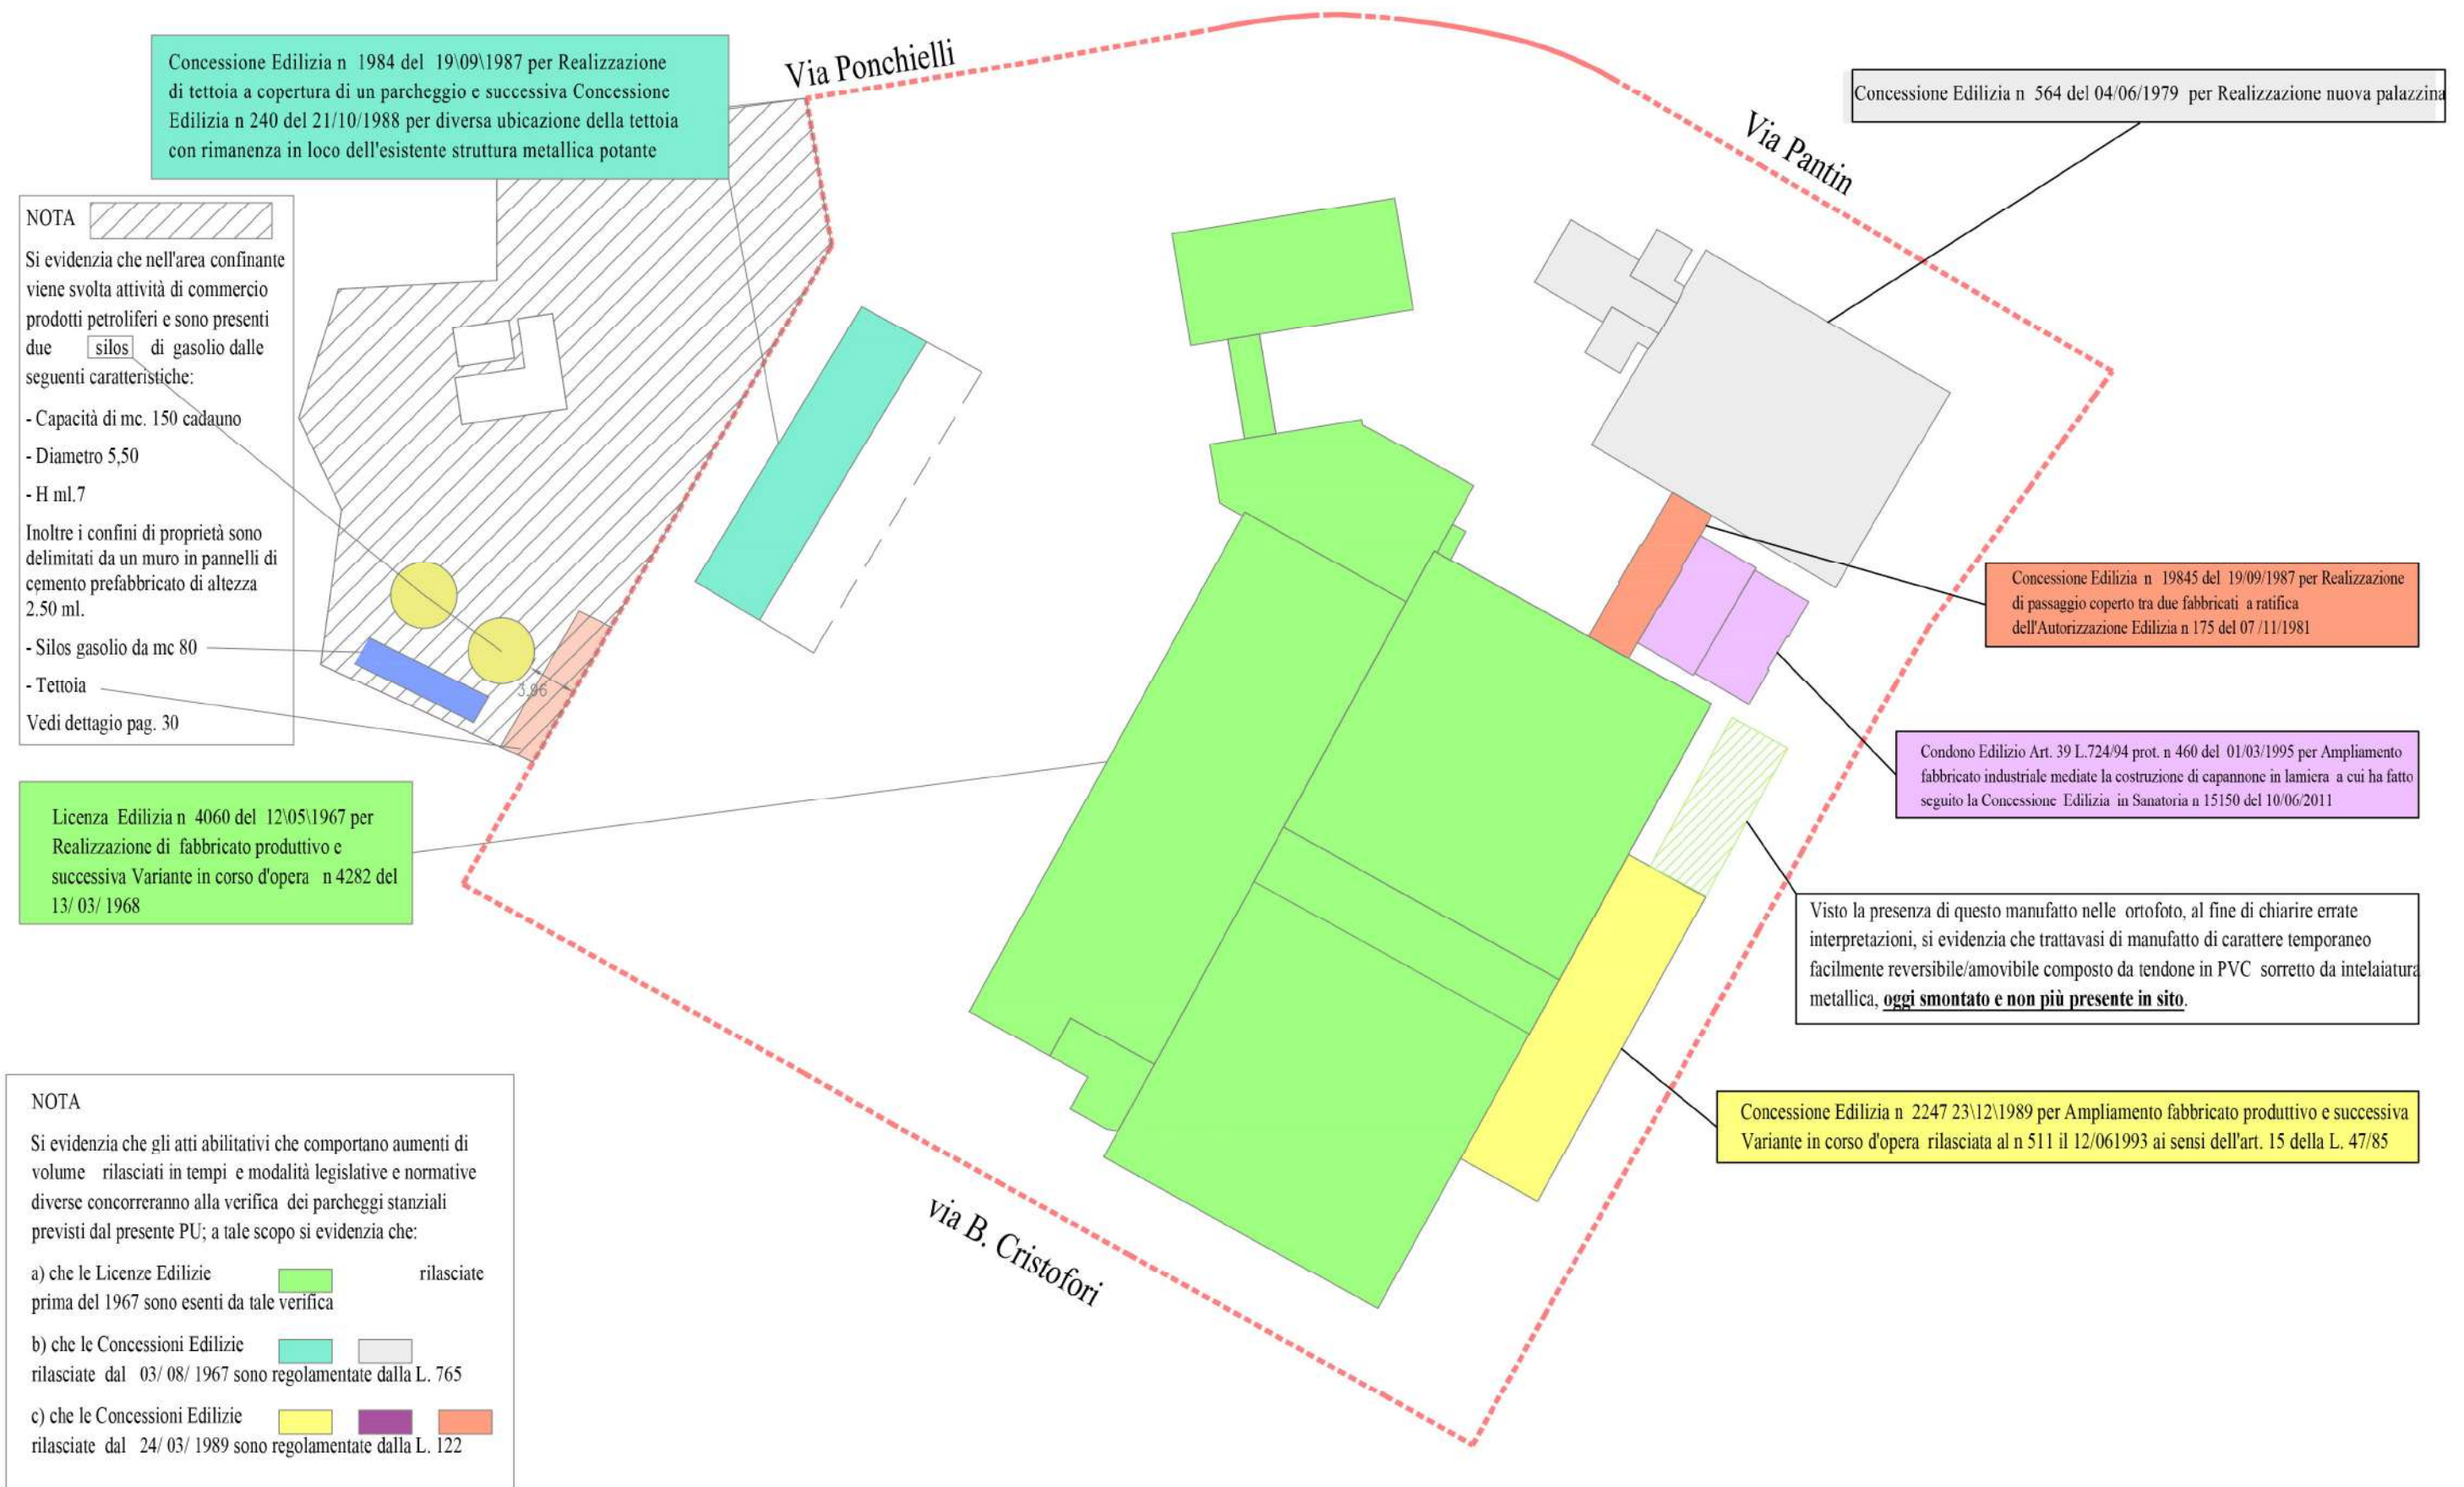 Concessione Edilizia n 1984 del 19\09\1987 per Realizzazione
di tettoia a copertura di un parcheggio e successiva Concessione
Edilizia n 240 del 21/10/1988 per diversa ubicazione della tettoia
con rimanenza in loco dell'esistente struttura metallica potante
Via Ponchielli
Via Pantin
Concessione Edilizia n 564 del 04/06/1979 per Realizzazione nuova palazzina
NOTA
Si evidenzia che nell'area confinante
viene svolta attività di commercio
prodotti petroliferi e sono presenti
due silos di gasolio dalle
seguenti caratteristiche:
- Capacità di mc. 150 cadauno
- Diametro 5,50
- H ml.7
Inoltre i confini di proprietà sono
delimitati da un muro in pannelli di
cemento prefabbricato di altezza
2.50 ml.
- Silos gasolio da mc 80
- Tettoia
Vedi dettagio pag. 30
3.96
Concessione Edilizia n 19845 del 19/09/1987 per Realizzazione
di passaggio coperto tra due fabbricati a ratifica
dell'Autorizzazione Edilizia n 175 del 07 /11/1981
Condono Edilizio Art. 39 L.724/94 prot. n 460 del 01/03/1995 per Ampliamento
fabbricato industriale mediate la costruzione di capannone in lamiera a cui ha fatto
seguito la Concessione Edilizia in Sanatoria n 15150 del 10/06/2011
Licenza Edilizia n 4060 del 12\05\1967 per
Realizzazione di fabbricato produttivo e
successiva Variante in corso d'opera n 4282 del
13/ 03/ 1968
Visto la presenza di questo manufatto nelle ortofoto, al fine di chiarire errate
interpretazioni, si evidenzia che trattavasi di manufatto di carattere temporaneo
facilmente reversibile/amovibile composto da tendone in PVC sorretto da intelaiatura
metallica, oggi smontato e non più presente in sito.
Concessione Edilizia n 2247 23\12\1989 per Ampliamento fabbricato produttivo e successiva
Variante in corso d'opera rilasciata al n 511 il 12/061993 ai sensi dell'art. 15 della L. 47/85
via B. Cristofori
NOTA
Si evidenzia che gli atti abilitativi che comportano aumenti di
volume rilasciati in tempi e modalità legislative e normative
diverse concorreranno alla verifica dei parcheggi stanziali
previsti dal presente PU; a tale scopo si evidenzia che:
a) che le Licenze Edilizie rilasciate
prima del 1967 sono esenti da tale verifica
b) che le Concessioni Edilizie
rilasciate dal 03/ 08/ 1967 sono regolamentate dalla L. 765
c) che le Concessioni Edilizie
rilasciate dal 24/ 03/ 1989 sono regolamentate dalla L. 122